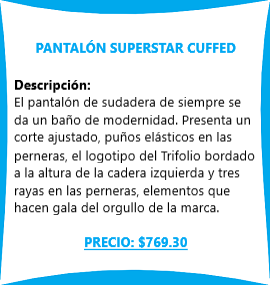 PANTALÓN SUPERSTAR CUFFED
Descripción:
El pantalón de sudadera de siempre se
da un baño de modernidad. Presenta un
corte ajustado, puños elásticos en las
perneras, el logotipo del Trifolio bordado
a la altura de la cadera izquierda y tres
rayas en las perneras, elementos que
hacen gala del orgullo de la marca.
PRECIO: $769.30